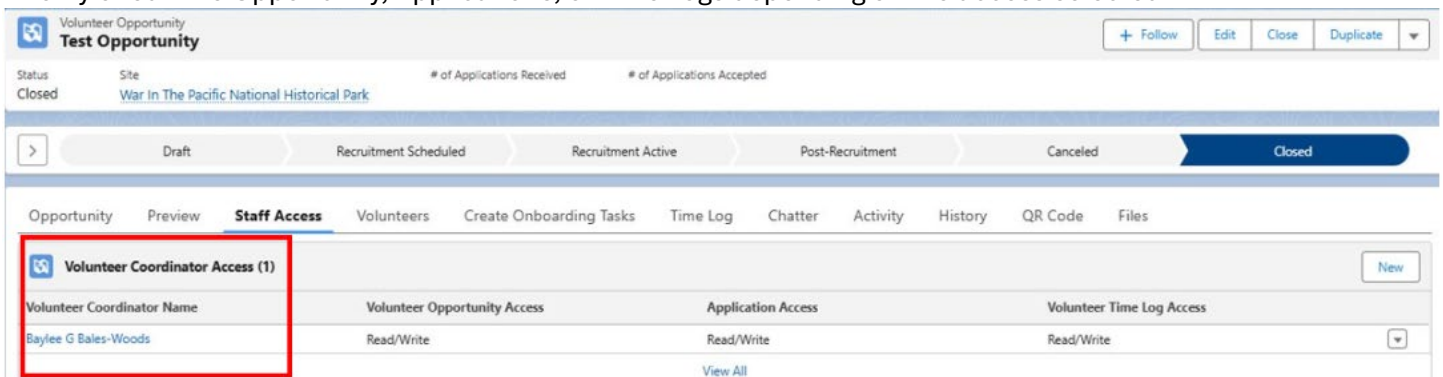 Volunteer Opportunity
Test Opportunity
+ Follow Edit Close Duplicate
Status Site # of Applications Received # of Applications Accepted
Closed War In The Pacific National Historical Park
Draft Recruitment Scheduled Recruitment Active Post-Recruitment Canceled Closed
Opportunity Preview Staff Access Volunteers Create Onboarding Tasks Time Log Chatter Activity History QR Code Files
Volunteer Coordinator Access (1) New
Volunteer Coordinator Name Volunteer Opportunity Access Application Access Volunteer Time Log Access
Baylee G Bales-Woods Read/Write Read/Write Read/Write
View All